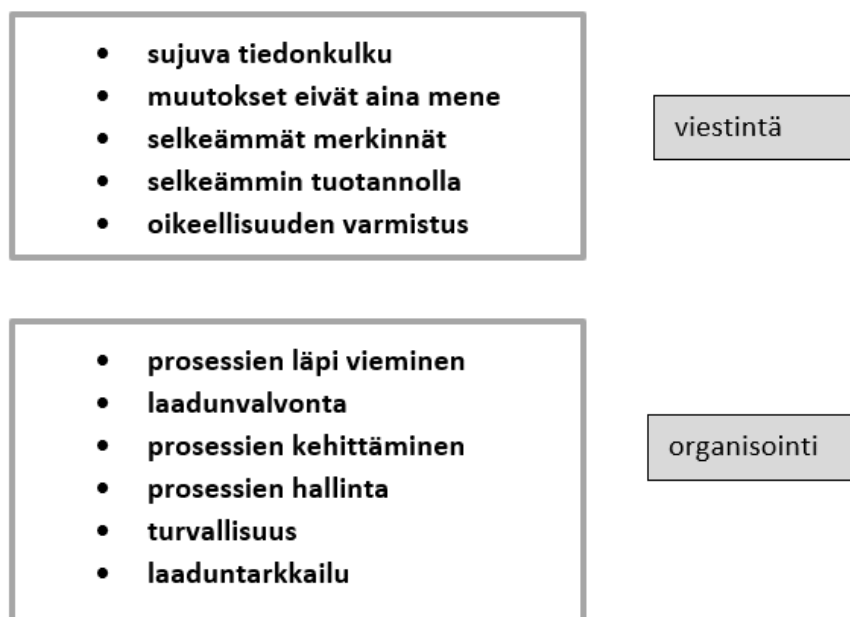 • sujuva tiedonkulku
• muutokset eivät aina mene
• selkeämmät merkinnät
• selkeämmin tuotannolla
• oikeellisuuden varmistus
viestintä
• prosessien läpi vieminen
• laadunvalvonta
• prosessien kehittäminen
• prosessien hallinta
• turvallisuus
• laaduntarkkailu
organisointi